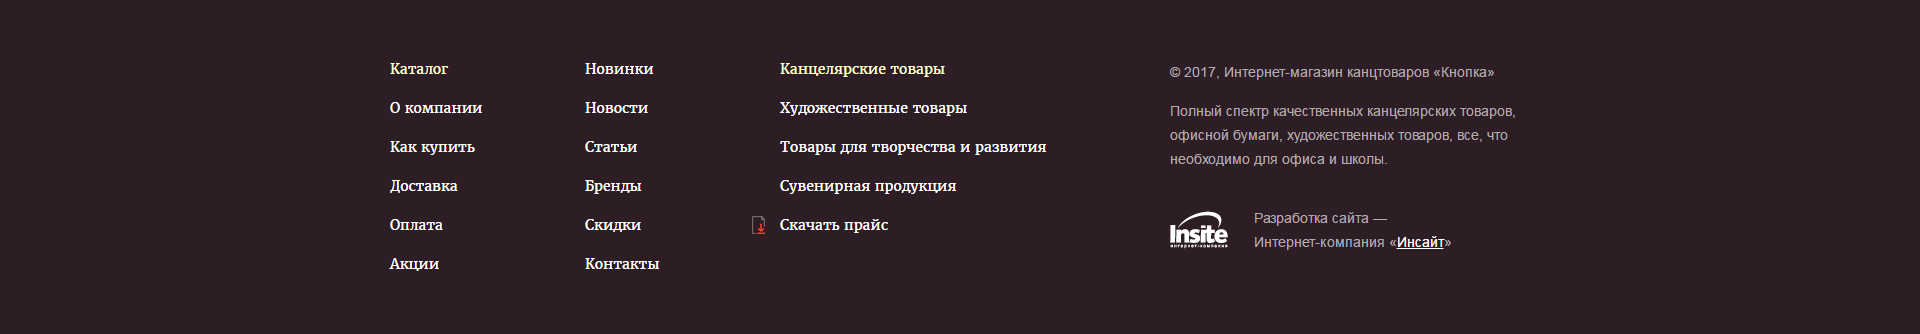 Каталог
О компании
Как купить
Доставка
Оплата
Акции
Новинки
Новости
Статьи
Бренды
Скидки
Контакты
Канцелярские товары
Художественные товары
Товары для творчества и развития
Сувенирная продукция
Скачать прайс
© 2017, Интернет-магазин канцтоваров «Кнопка»
Полный спектр качественных канцелярских товаров,
офисной бумаги, художественных товаров, все, что
необходимо для офиса и школы.
Insite
интернет-компания
Разработка сайта —
Интернет-компания «Инсайт»